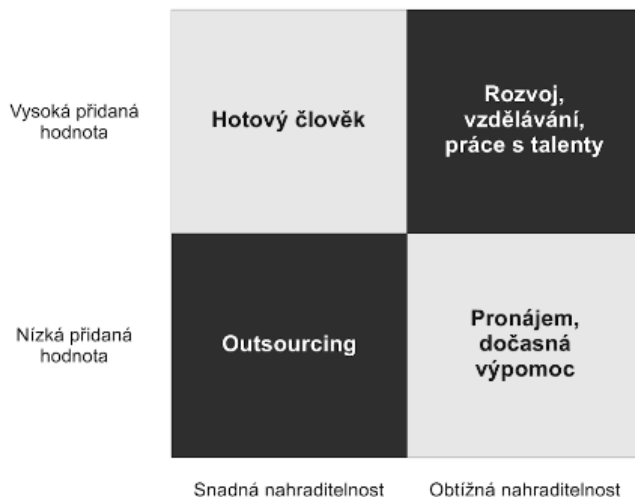 Vysoká přidaná
hodnota
Hotový člověk
Rozvoj,
vzdělávání,
práce s talenty
Nízká přidaná
hodnota
Outsourcing
Pronájem,
dočasná
výpomoc
Snadná nahraditelnost
Obtížná nahraditelnost